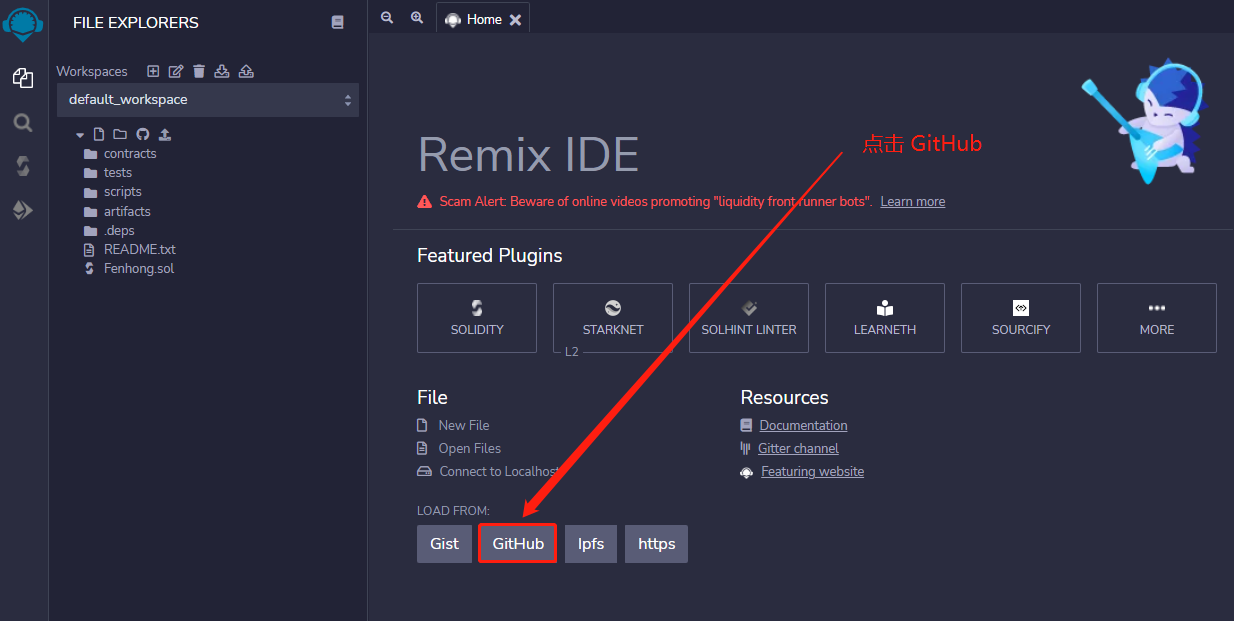 FILE EXPLORERS
Workspaces
default_workspace
contracts
tests
scripts
artifacts
.deps
README.txt
Fenhong.sol
Home
Remix IDE
点击 GitHub
Scam Alert: Beware of online videos promoting "liquidity front runner bots". Learn more
Featured Plugins
SOLIDITY
STARKNET
L2
SOLHINT LINTER
LEARNETH
SOURCIFY
MORE
File
New File
Open Files
Connect to Localhost
Resources
Documentation
Gitter channel
Featuring website
LOAD FROM:
Gist
GitHub
Ipfs
https